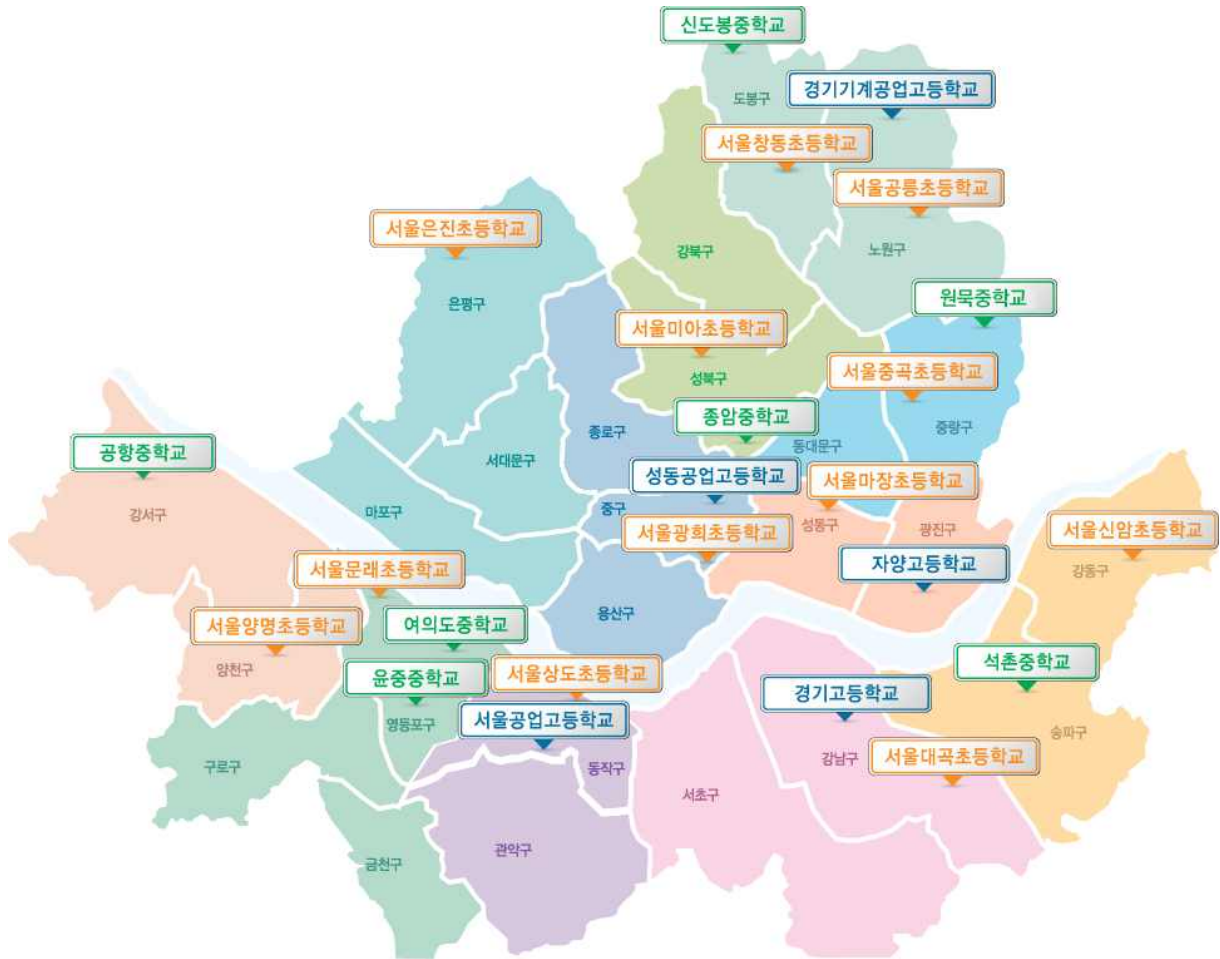 신도봉중학교
경기기계공업고등학교
도봉구
서울창동초등학교
서울공릉초등학교
서울은진초등학교
강북구
노원구
은평구
원묵중학교
서울미아초등학교
성북구
서울중곡초등학교
종암중학교
중랑구
종로구
동대문구
공항중학교
서대문구
성동공업고등학교
서울마장초등학교
강서구
마포구
중구
서울광희초등학교
성동구
광진구
서울신암초등학교
서울문래초등학교
자양고등학교
강동구
서울양명초등학교
여의도중학교
용산구
양천구
윤중중학교
서울상도초등학교
석촌중학교
경기고등학교
영등포구
서울공업고등학교
송파구
구로구
동작구
강남구
서울대곡초등학교
서초구
관악구
금천구